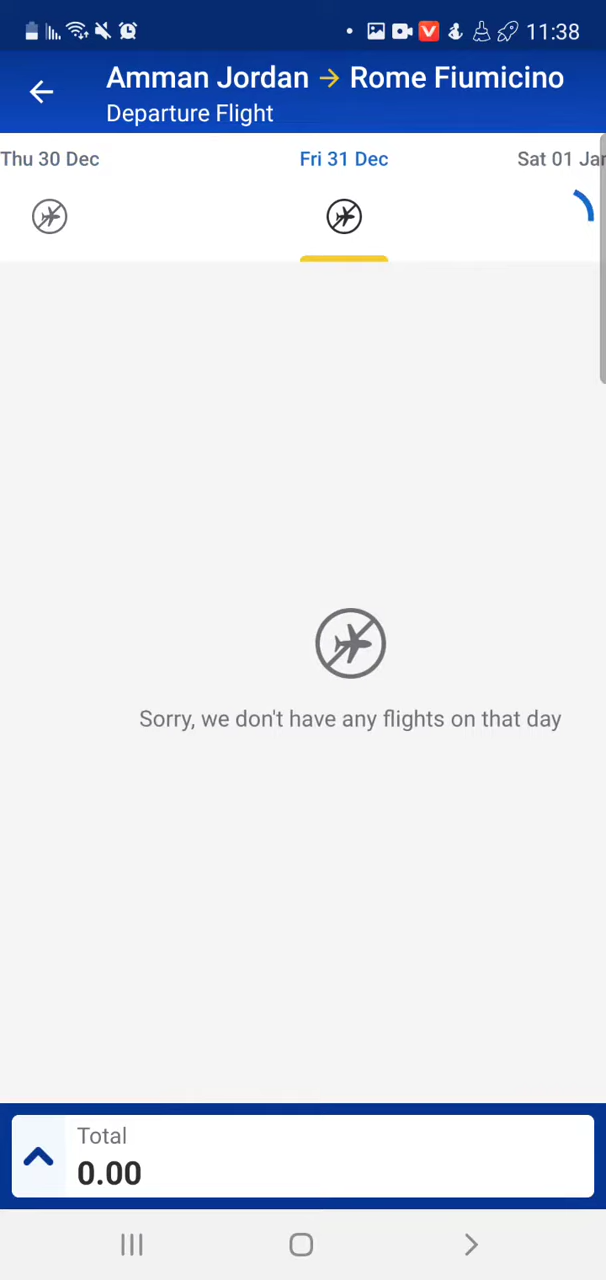 11:38
Amman Jordan → Rome Fiumicino
Departure Flight
Thu 30 Dec
Fri 31 Dec
Sat 01 Jan
Sorry, we don't have any flights on that day
Total
0.00